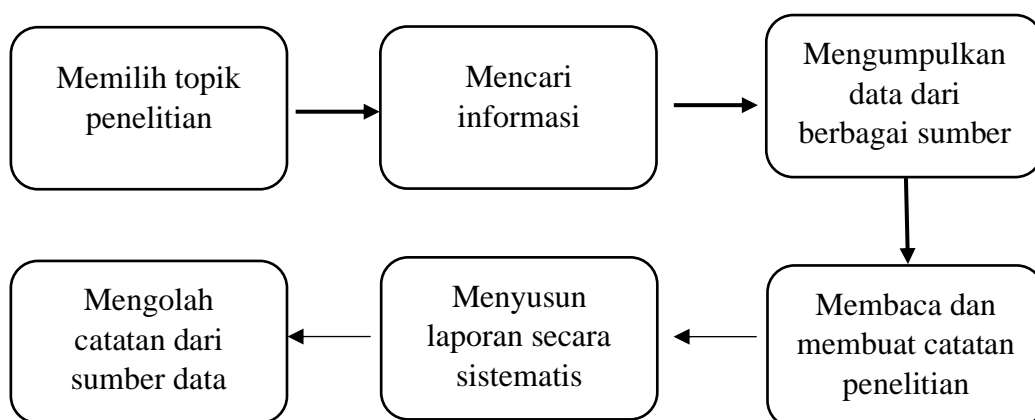 Memilih topik
penelitian
Mencari
informasi
Mengumpulkan
data dari
berbagai sumber
Membaca dan
membuat catatan
penelitian
Menyusun
laporan secara
sistematis
Mengolah
catatan dari
sumber data